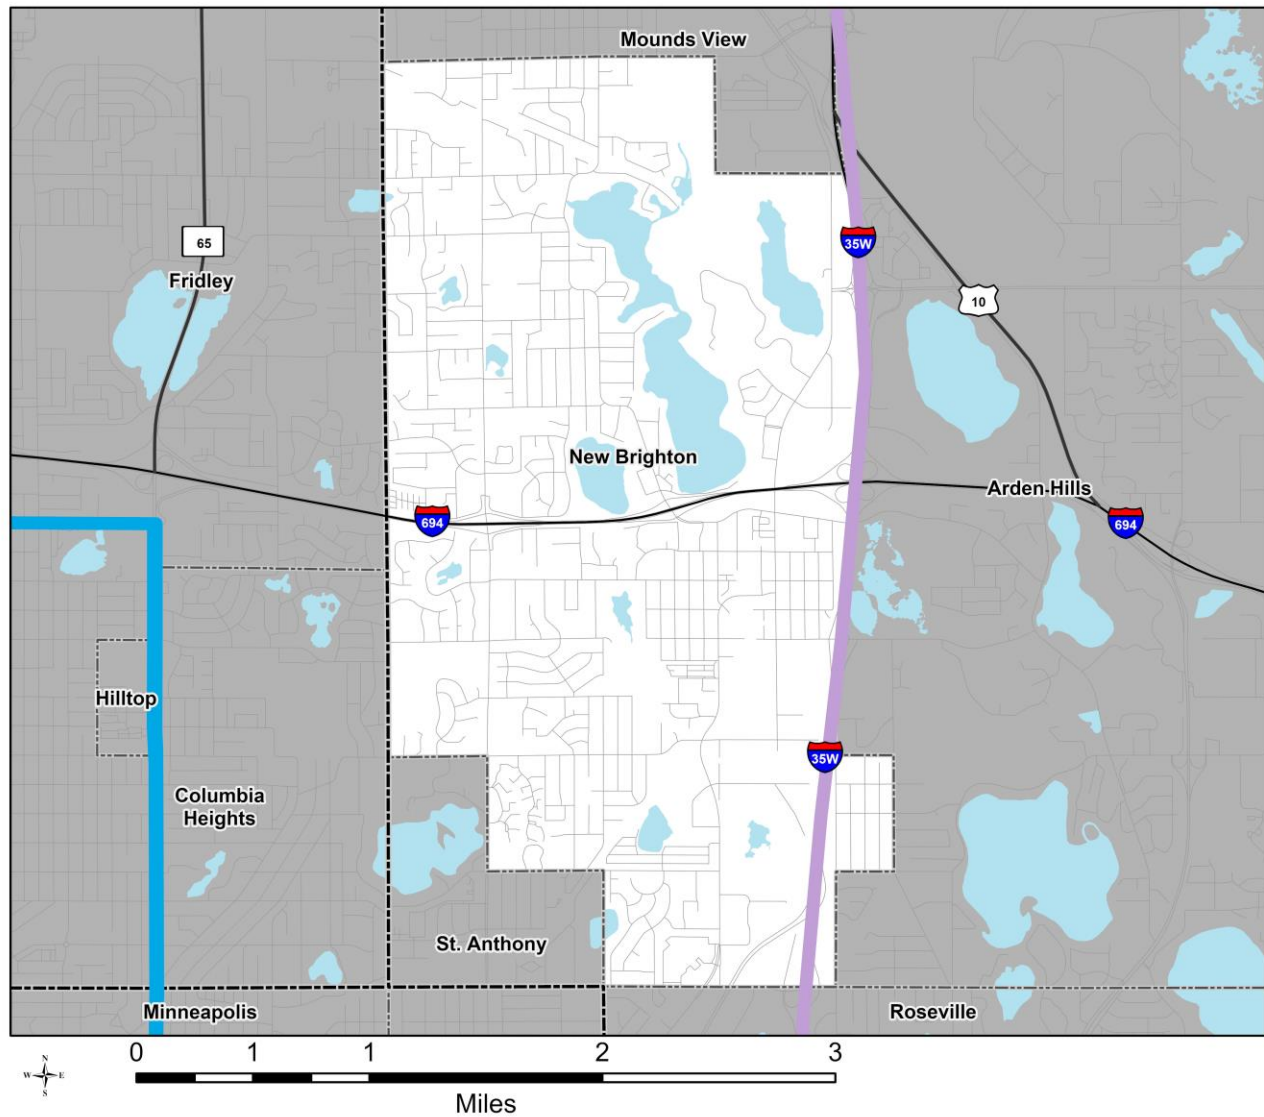 Mounds View
65
35W
Fridley
10
New Brighton
Arden-Hills
694
694
Hilltop
35W
Columbia
Heights
St. Anthony
Minneapolis
Roseville
N
W E
S
0 1 1 2 3
Miles